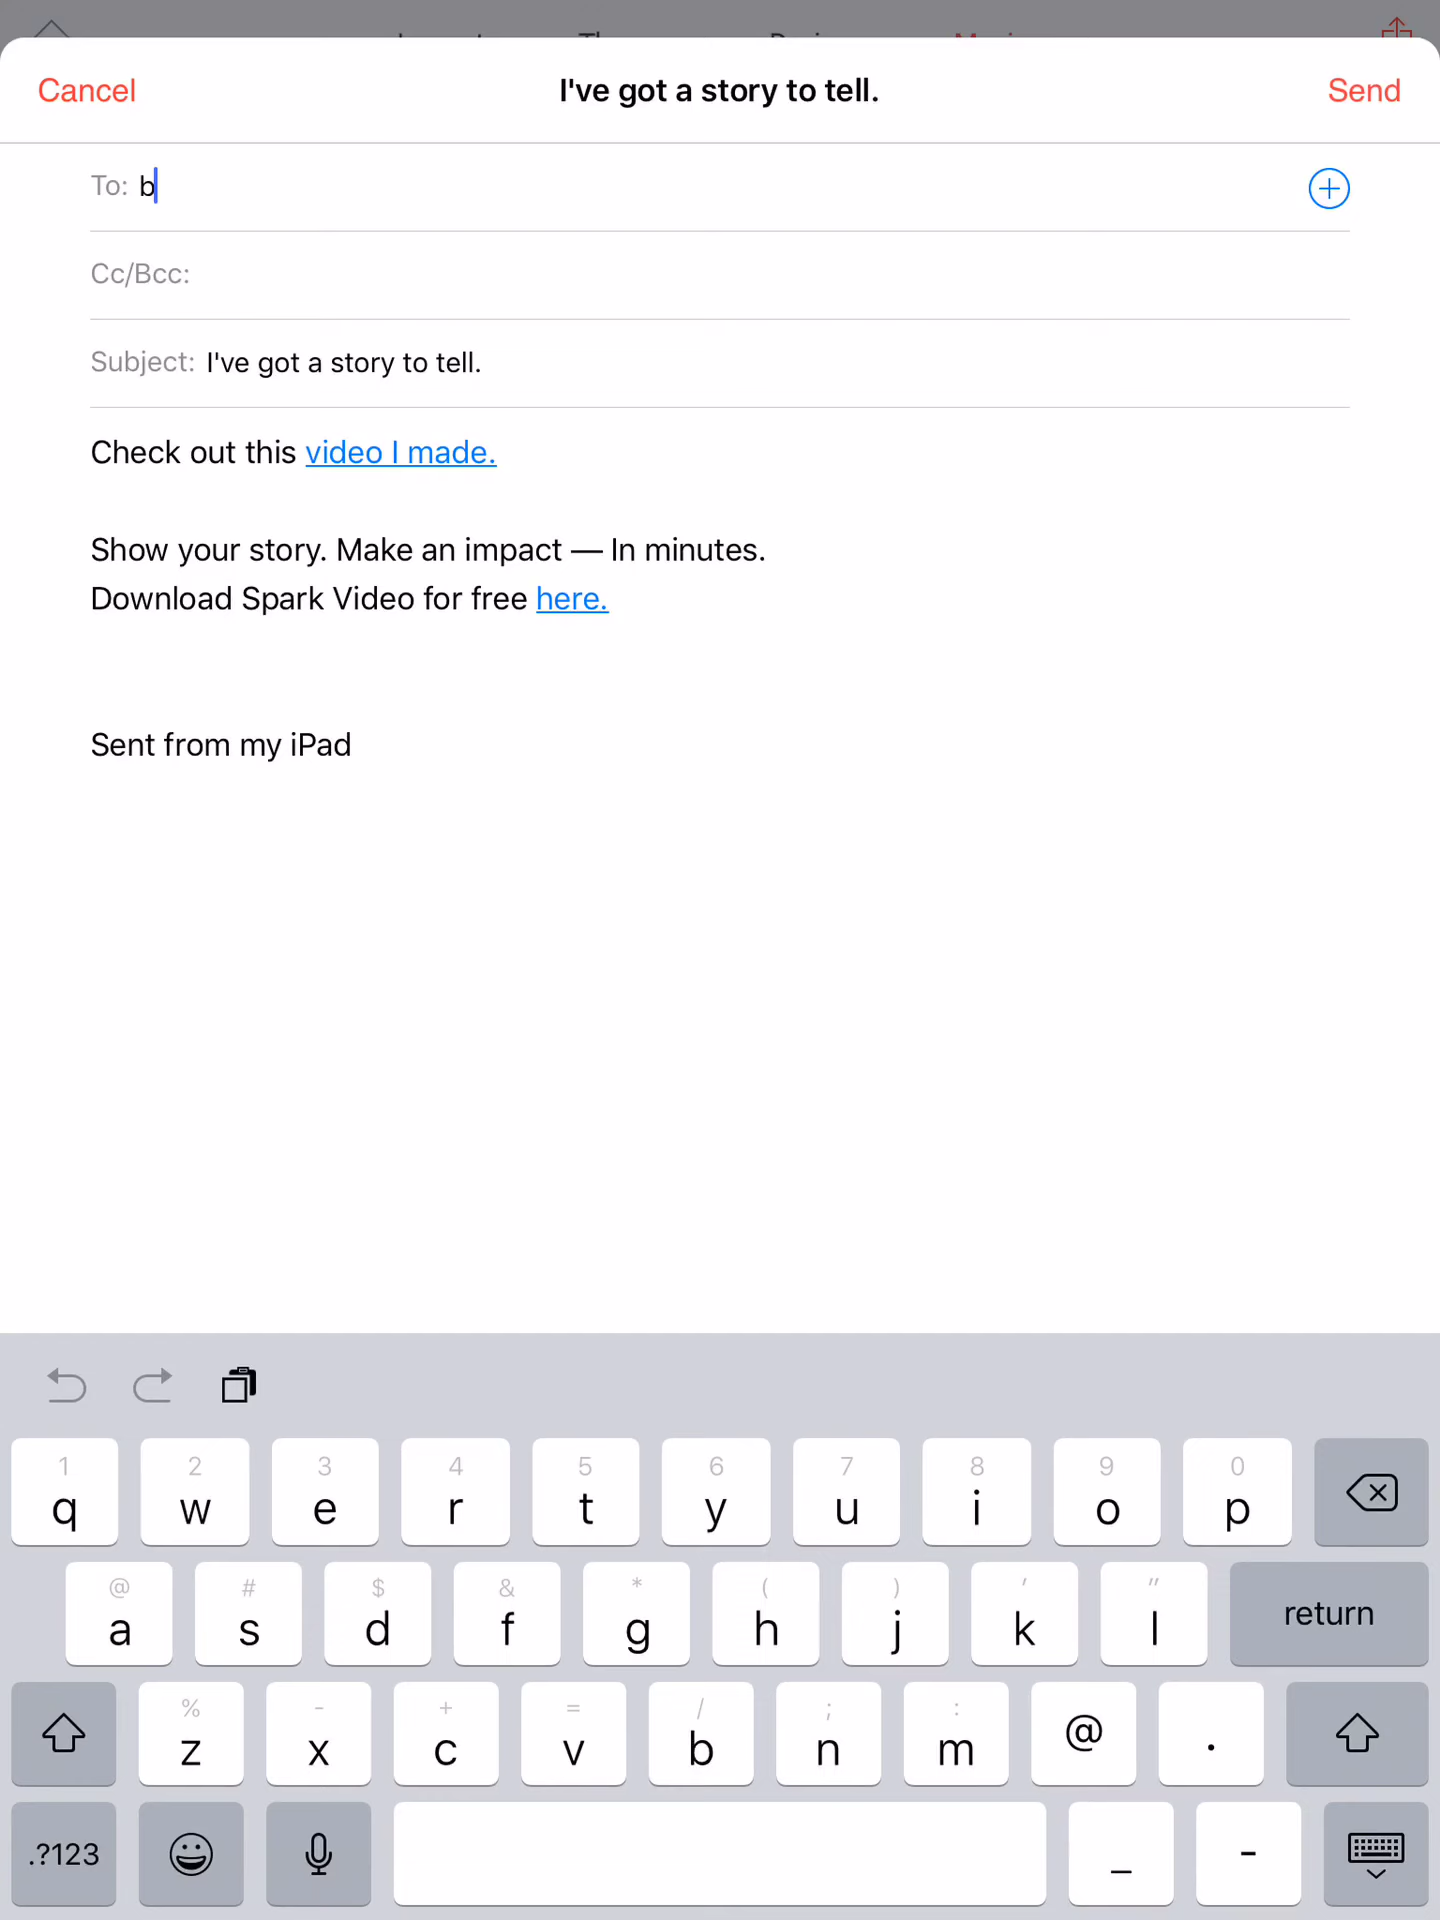 Cancel
I've got a story to tell.
Send
To: b
Cc/Bcc:
Subject: I've got a story to tell.
Check out this video I made.
Show your story. Make an impact — In minutes.
Download Spark Video for free here.
Sent from my iPad
1 2 3 4 5 6 7 8 9 0
q w e r t y u i o p
@ # $ & * ( ) ' "
a s d f g h j k l return
% - + = / ; :
z x c v b n m @ .
.?123 _ -